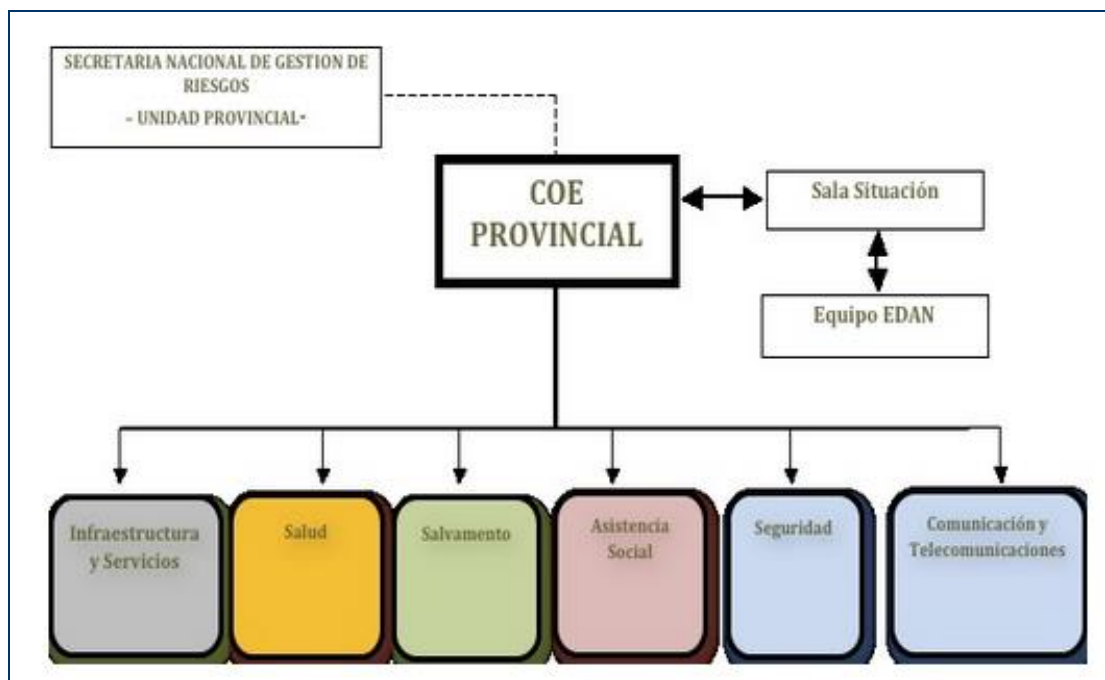 SECRETARIA NACIONAL DE GESTION DE
RIESGOS
- UNIDAD PROVINCIAL-
COE
PROVINCIAL
Sala Situación
Equipo EDAN
Infraestructura
y Servicios
Salud
Salvamento
Asistencia
Social
Seguridad
Comunicación y
Telecomunicaciones